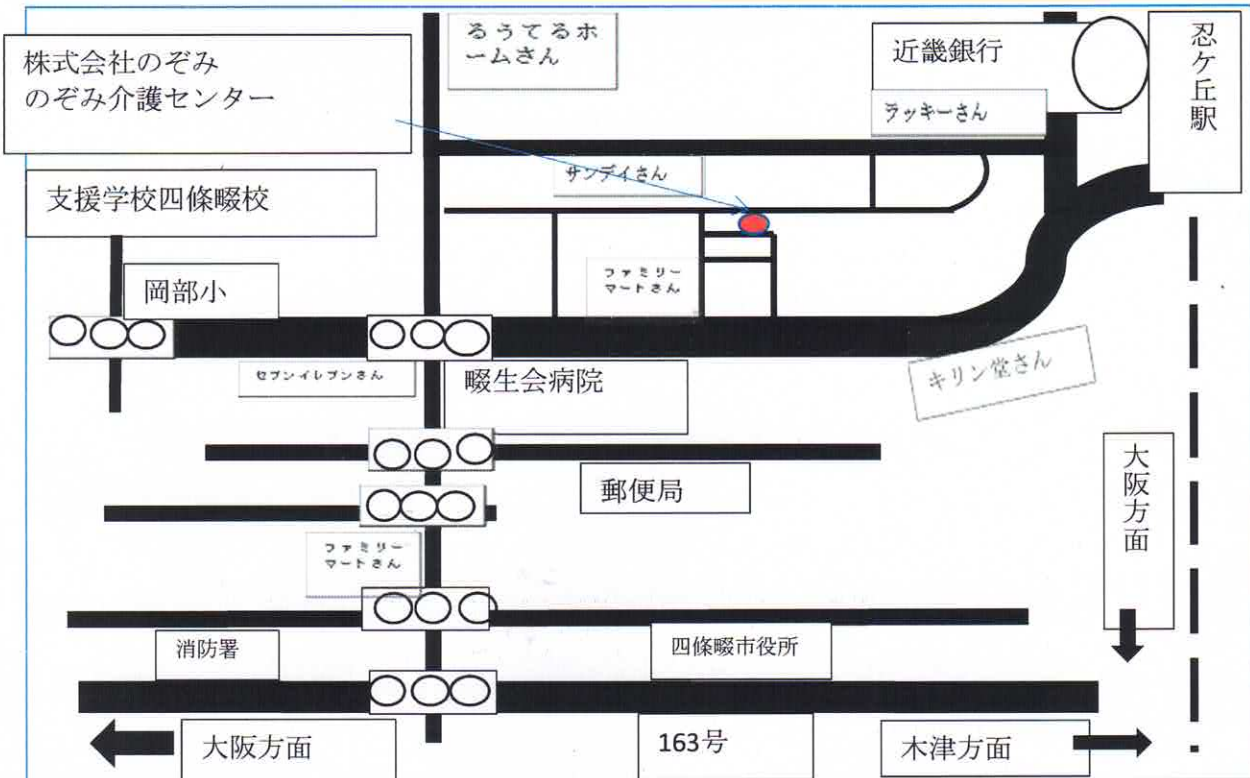 るうてるホ
ームさん
近畿銀行
忍ケ丘駅
株式会社のぞみ
のぞみ介護センター
ラッキーさん
サンデイさん
支援学校四條畷校
ファミリー
マートさん
岡部小
キリン堂さん
セブンイレブンさん
畷生会病院
大阪方面
郵便局
ファミリー
マートさん
消防署
四條畷市役所
大阪方面
163号
木津方面